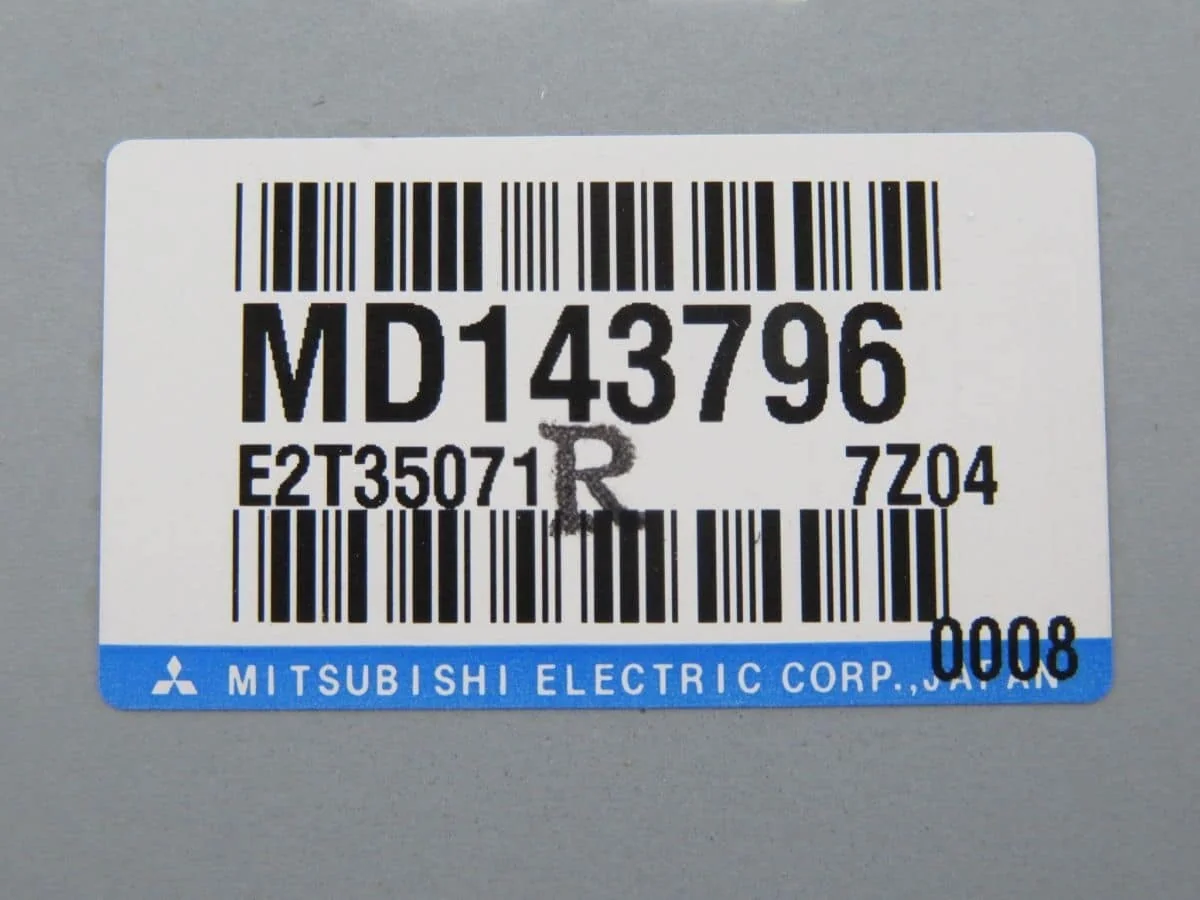 MD143796
E2T35071 R 7Z04
0008
MITSUBISHI ELECTRIC CORP.,JAPAN